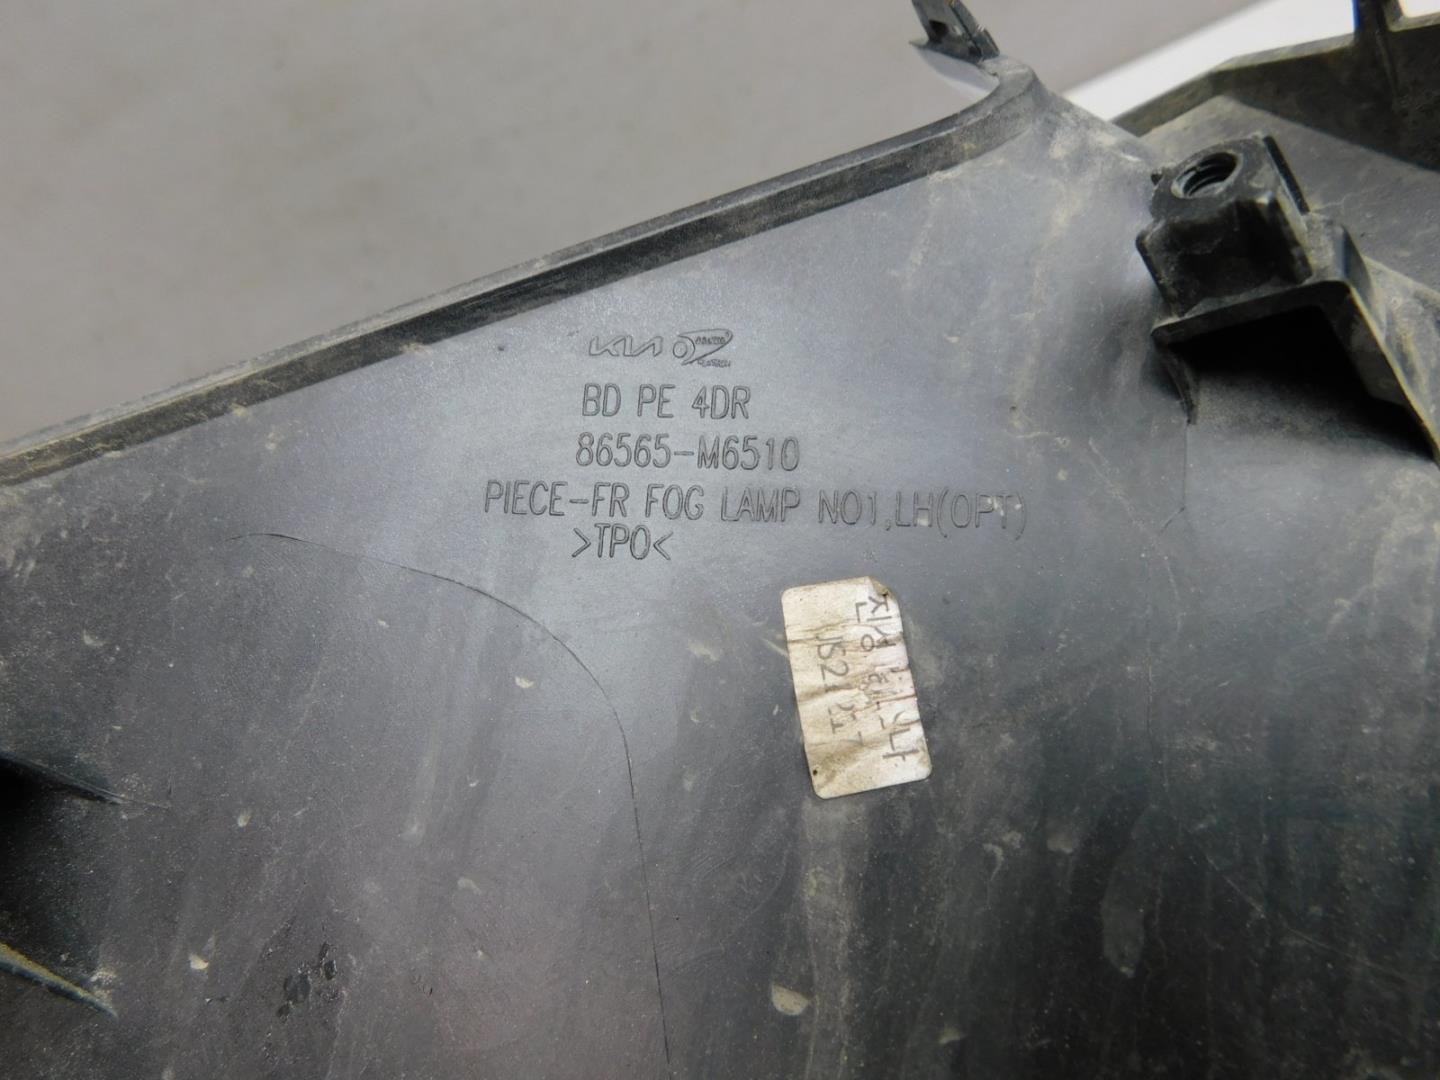 KIA
BD PE 4DR
86565-M6510
PIECE-FR FOG LAMP NO1,LH(OPT)
>TPO<